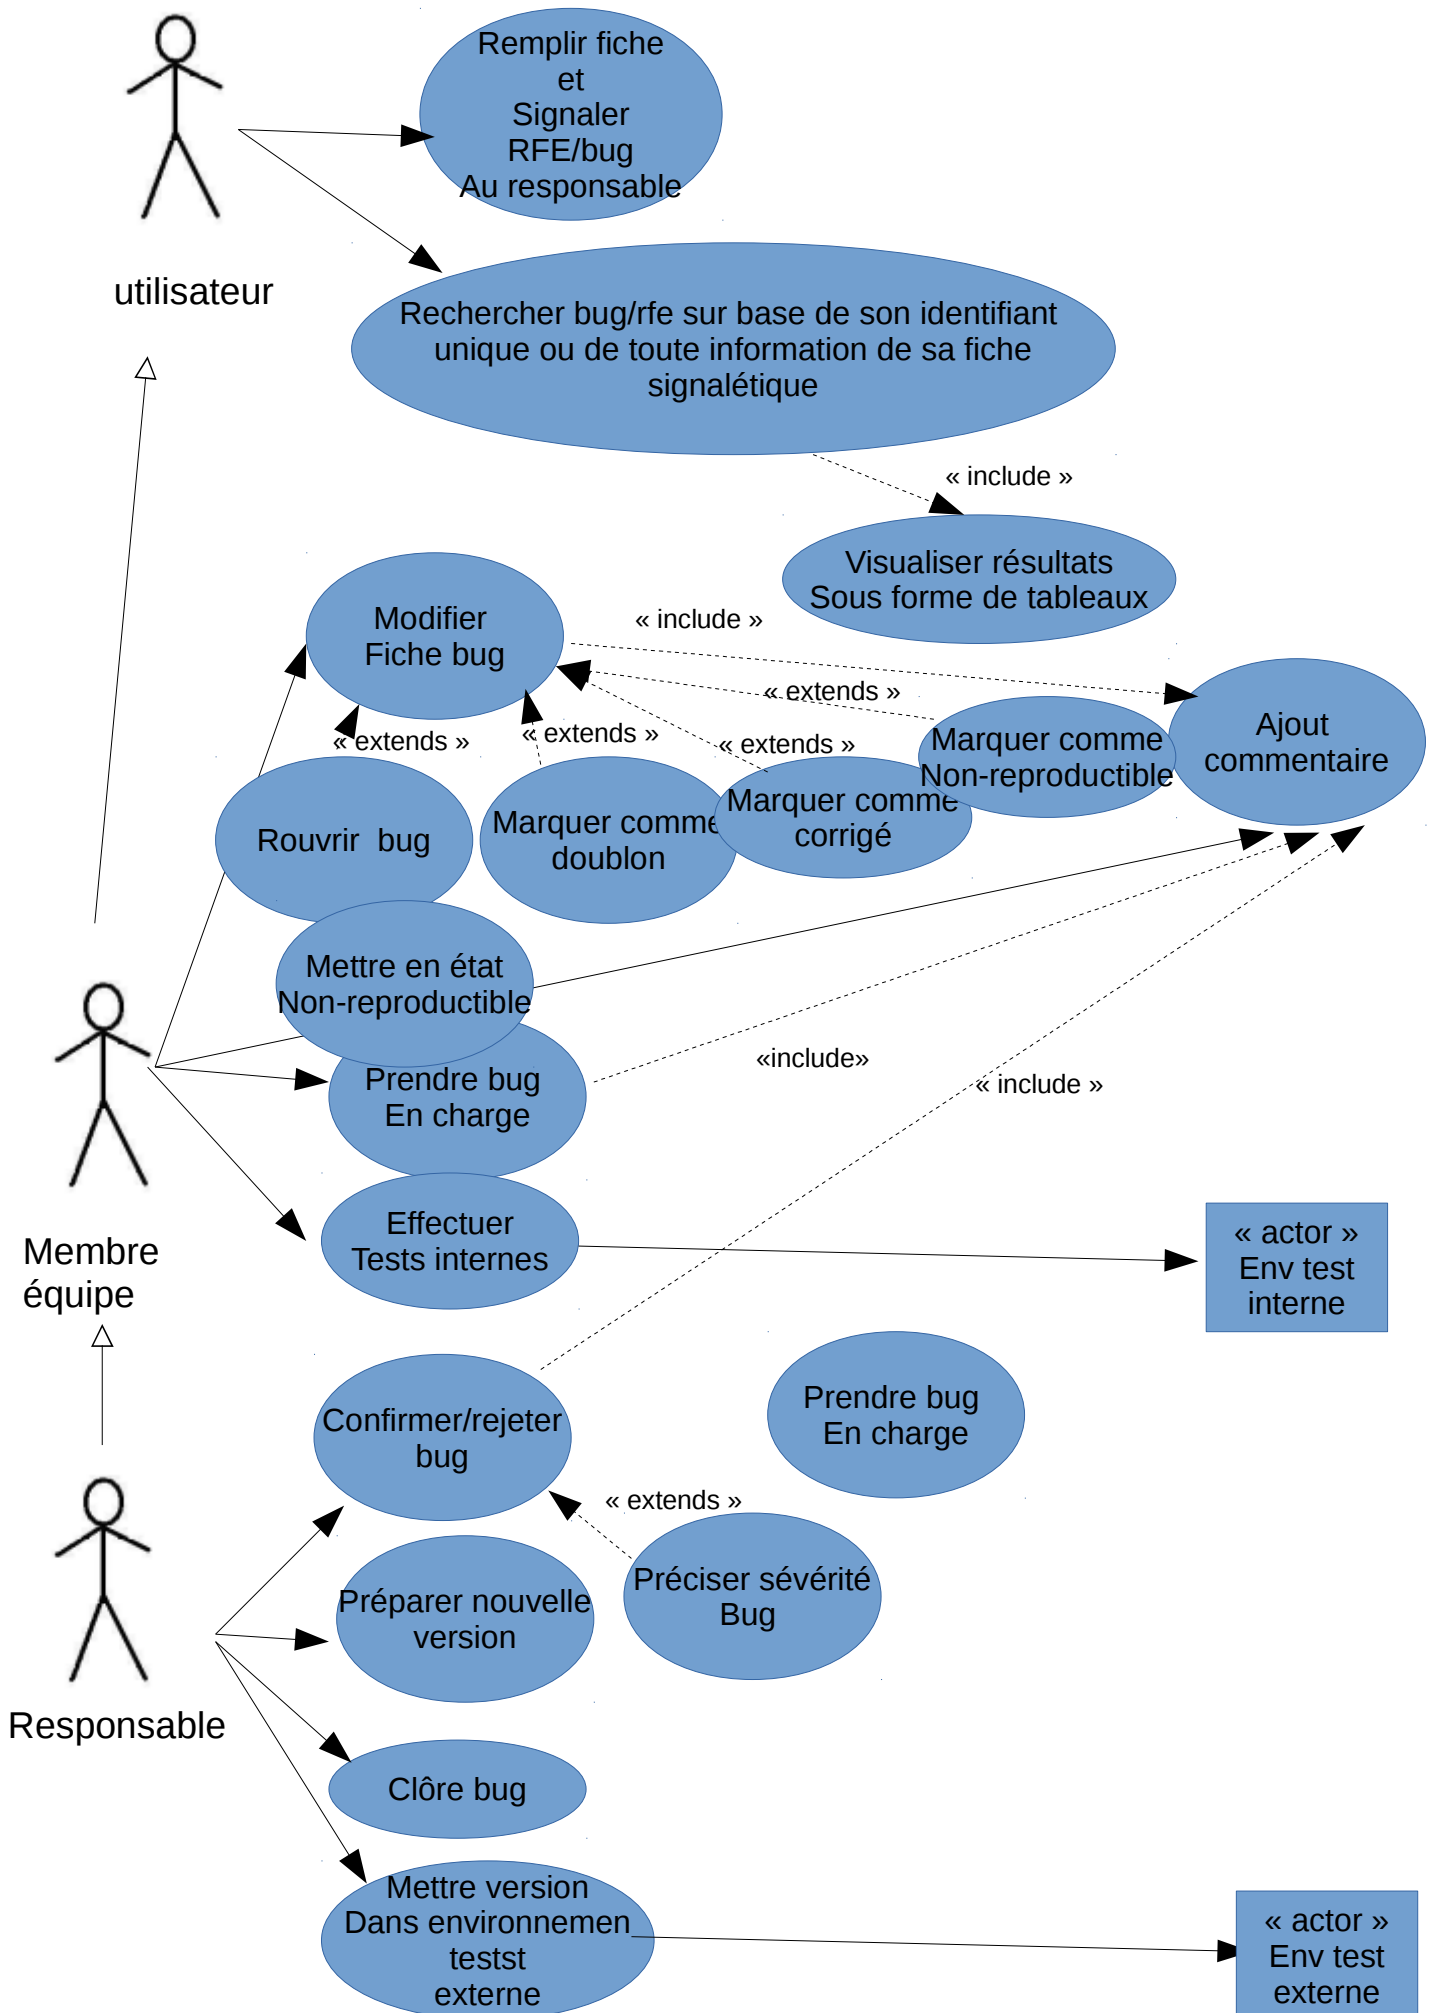 Remplir fiche
et
Signaler
RFE/bug
Au responsable
utilisateur
Rechercher bug/rfe sur base de son identifiant
unique ou de toute information de sa fiche
signalétique
« include »
Visualiser résultats
Sous forme de tableaux
Modifier
Fiche bug
« include »
« extends »
« extends »
« extends »
« extends »
Ajout
commentaire
Marquer comme
Non-reproductible
Marquer comme
corrigé
Marquer comme
doublon
Rouvrir  bug
Mettre en état
Non-reproductible
Prendre bug
En charge
«include»
« include »
Effectuer
Tests internes
« actor »
Env test
interne
Membre
équipe
Confirmer/rejeter
bug
Prendre bug
En charge
« extends »
Préciser sévérité
Bug
Préparer nouvelle
version
Responsable
Clôre bug
Mettre version
Dans environnemen
testst
externe
« actor »
Env test
externe